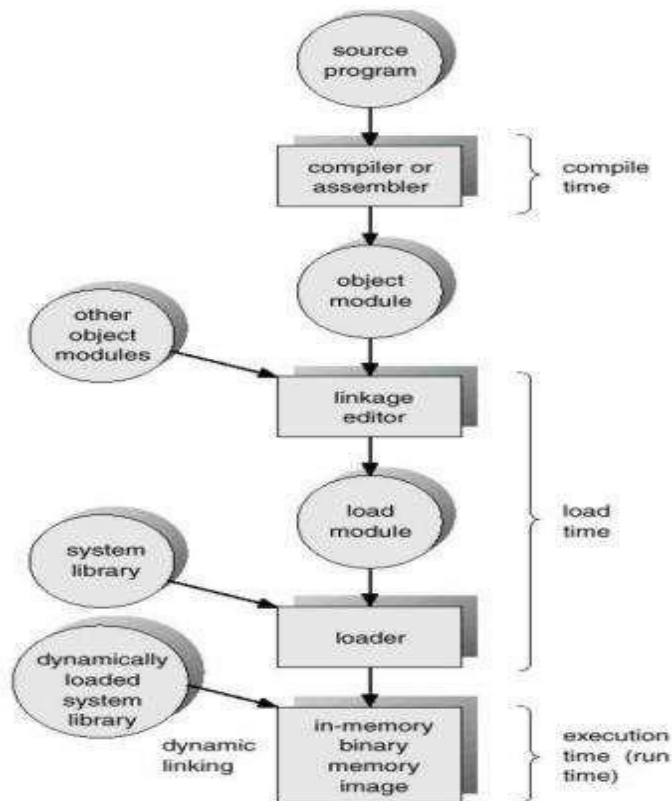 source
program
compiler or
assembler
compile
time
object
module
other
object
modules
linkage
editor
load
module
load
time
system
library
loader
dynamically
loaded
system
library
dynamic
linking
in-memory
binary
memory
image
execution
time (run
time)